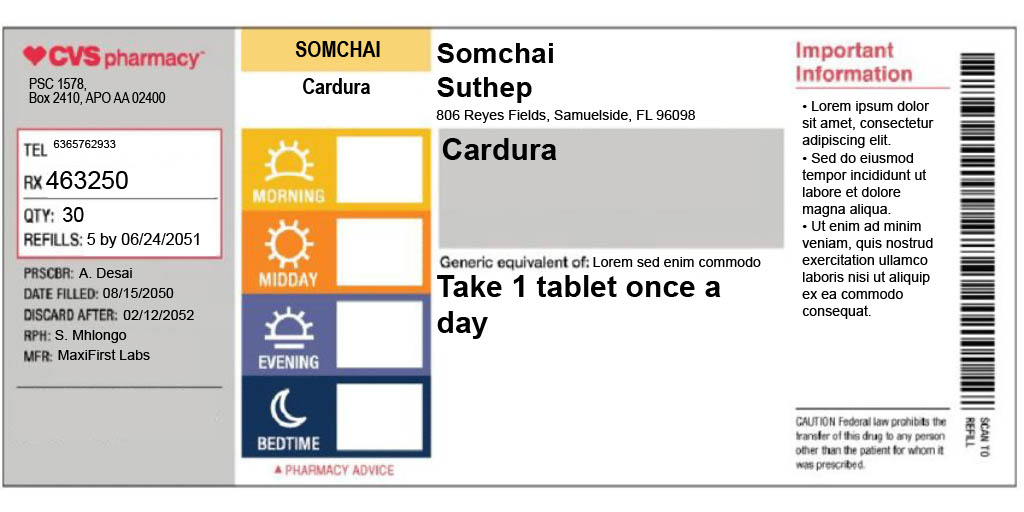 CVS pharmacy
PSC 1578,
Box 2410, APO AA 02400
TEL 6365762933
RX 463250
QTY: 30
REFILLS: 5 by 06/24/2051
PRSCBR: A. Desai
DATE FILLED: 08/15/2050
DISCARD AFTER: 02/12/2052
RPH: S. Mhlongo
MFR: MaxiFirst Labs
SOMCHAI
Cardura
MORNING
MIDDAY
EVENING
BEDTIME
▲ PHARMACY ADVICE
Somchai
Suthep
806 Reyes Fields, Samuelside, FL 96098
Cardura
Generic equivalent of: Lorem sed enim commodo
Take 1 tablet once a
day
Important
Information
• Lorem ipsum dolor
sit amet, consectetur
adipiscing elit.
• Sed do eiusmod
tempor incididunt ut
labore et dolore
magna aliqua.
• Ut enim ad minim
veniam, quis nostrud
exercitation ullamco
laboris nisi ut aliquip
ex ea commodo
consequat.
CAUTION Federal law prohibits the
transfer of this drug to any person
other than the patient for whom it
was prescribed.
SCAN TO
REFILL